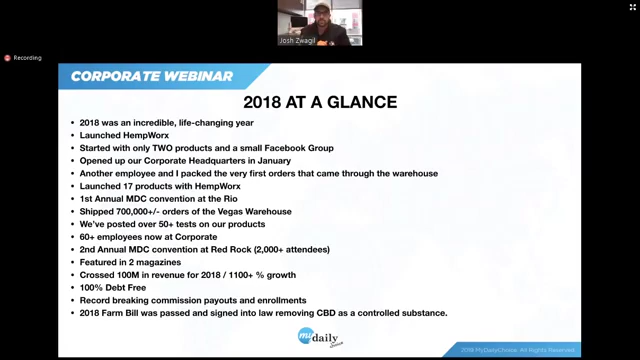 Josh Zwagil
Recording
CORPORATE WEBINAR
2018 AT A GLANCE
• 2018 was an incredible, life-changing year
• Launched HempWorx
• Started with only TWO products and a small Facebook Group
• Opened up our Corporate Headquarters in January
• Another employee and I packed the very first orders that came through the warehouse
• Launched 17 products with HempWorx
• 1st Annual MDC convention at the Rio
• Shipped 700,000+/- orders of the Vegas Warehouse
• We've posted over 50+ tests on our products
• 60+ employees now at Corporate
• 2nd Annual MDC convention at Red Rock (2,000+ attendees)
• Featured in 2 magazines
• Crossed 100M in revenue for 2018 / 1100+ % growth
• 100% Debt Free
• Record breaking commission payouts and enrollments
• 2018 Farm Bill was passed and signed into law removing CBD as a controlled substance.
my daily Choice
2019 MyDailyChoice. All Rights Reserved